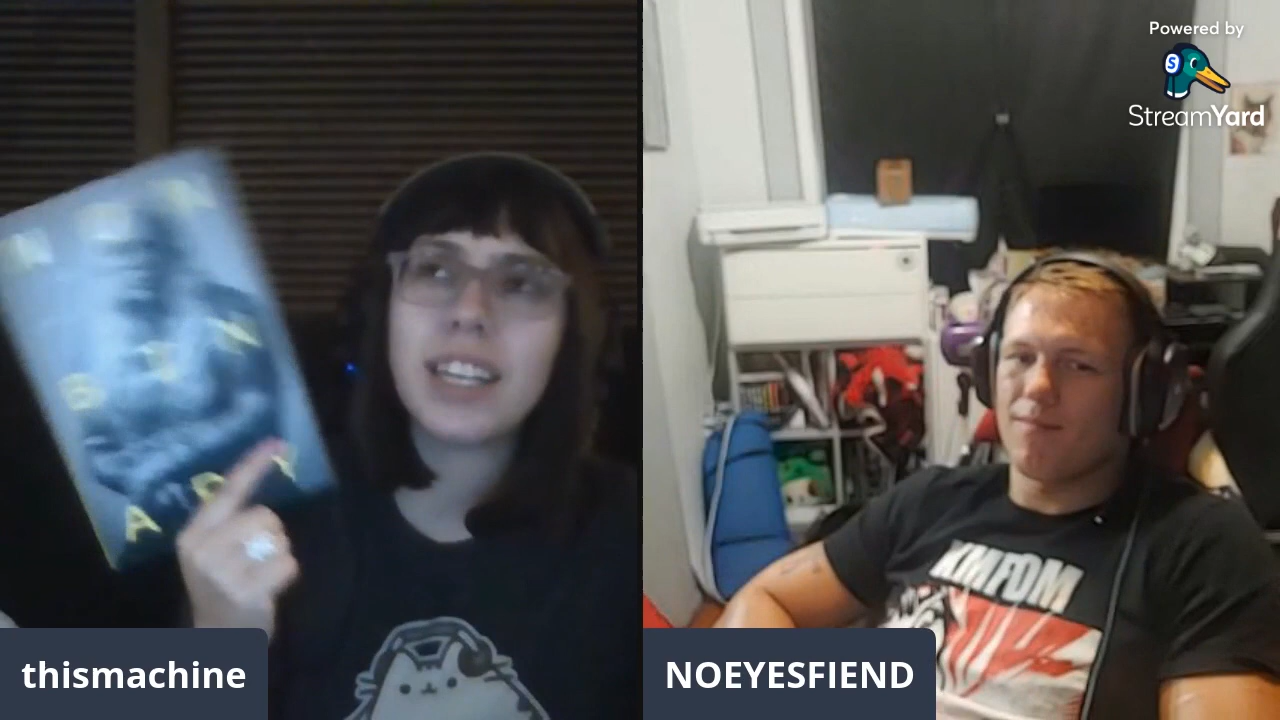 Powered by
S
StreamYard
N O N
B I N
A R Y
KMFDM
thismachine
NOEYESFIEND